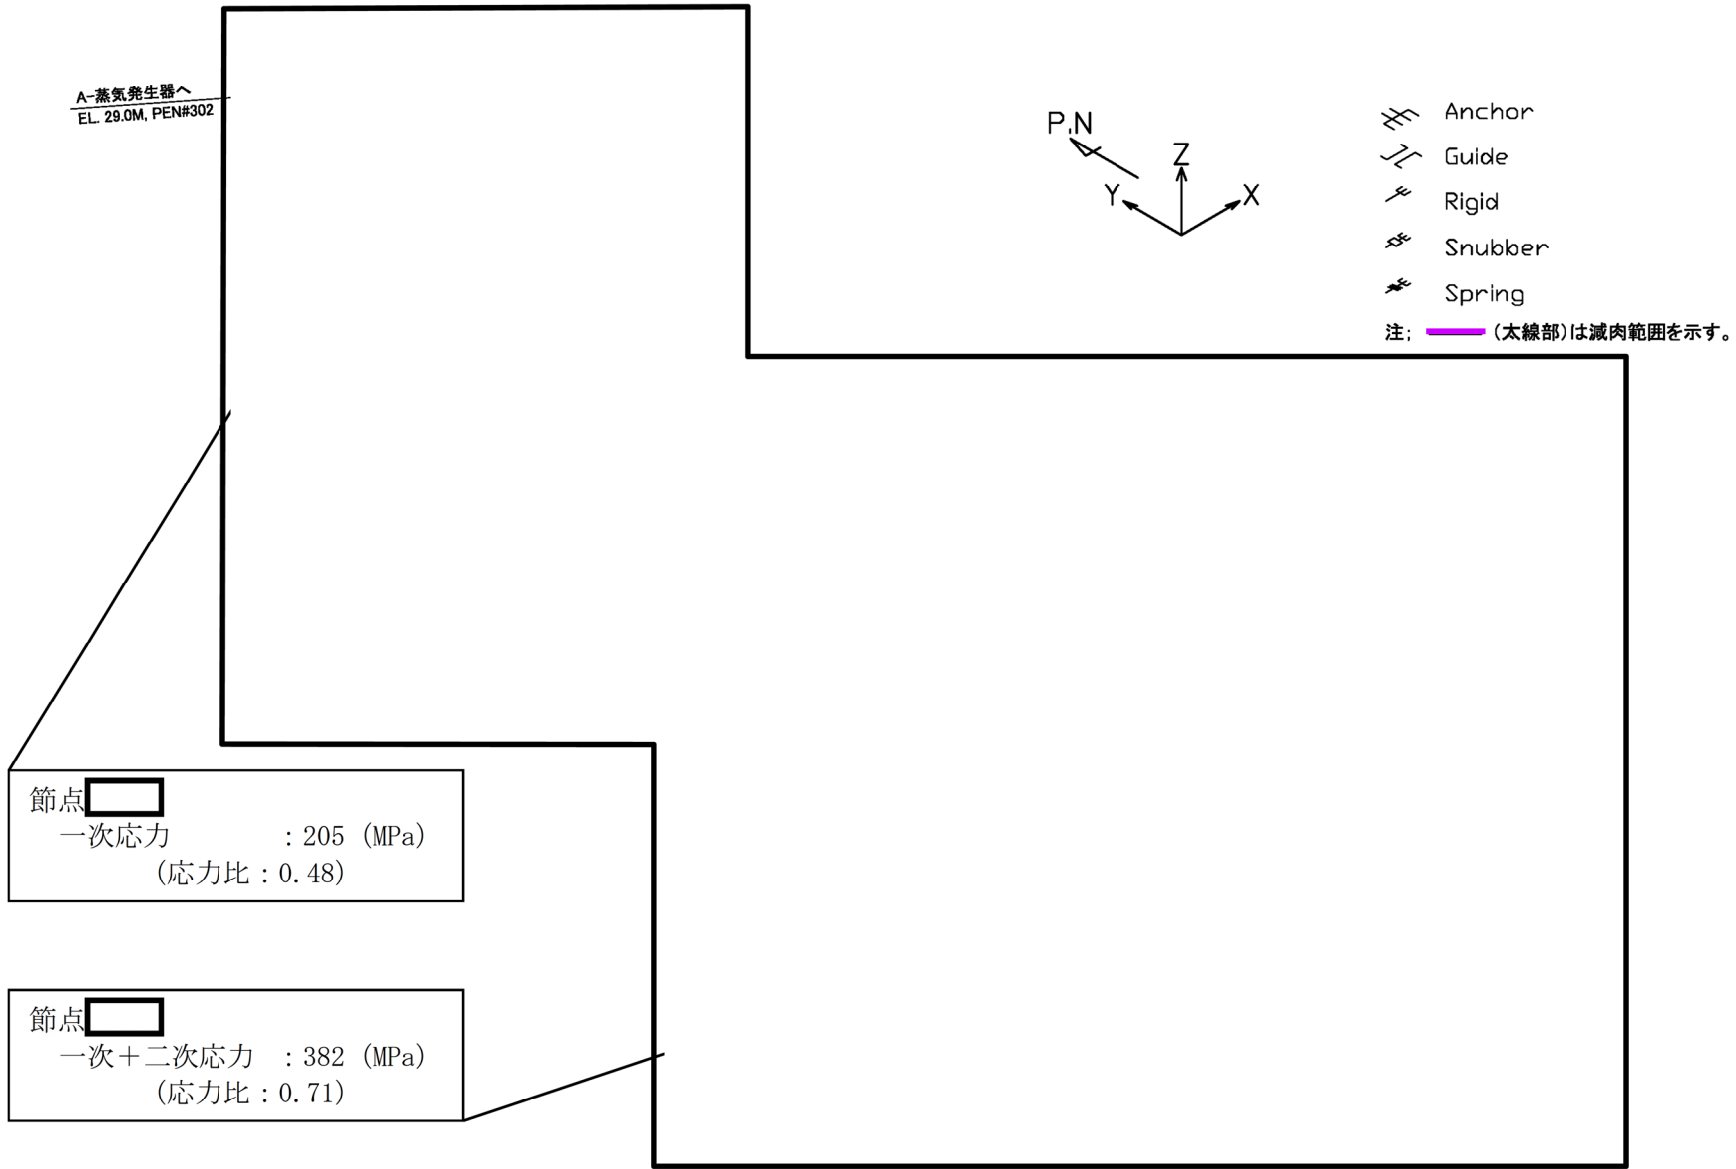 A-蒸気発生器へ
EL. 29.0M, PEN#302
P.N
Z
Y
X
Anchor
Guide
Rigid
Snubber
Spring
注; (太線部)は減肉範囲を示す。
節点
一次応力 : 205 (MPa)
(応力比 : 0.48)
節点
一次+二次応力 : 382 (MPa)
(応力比 : 0.71)